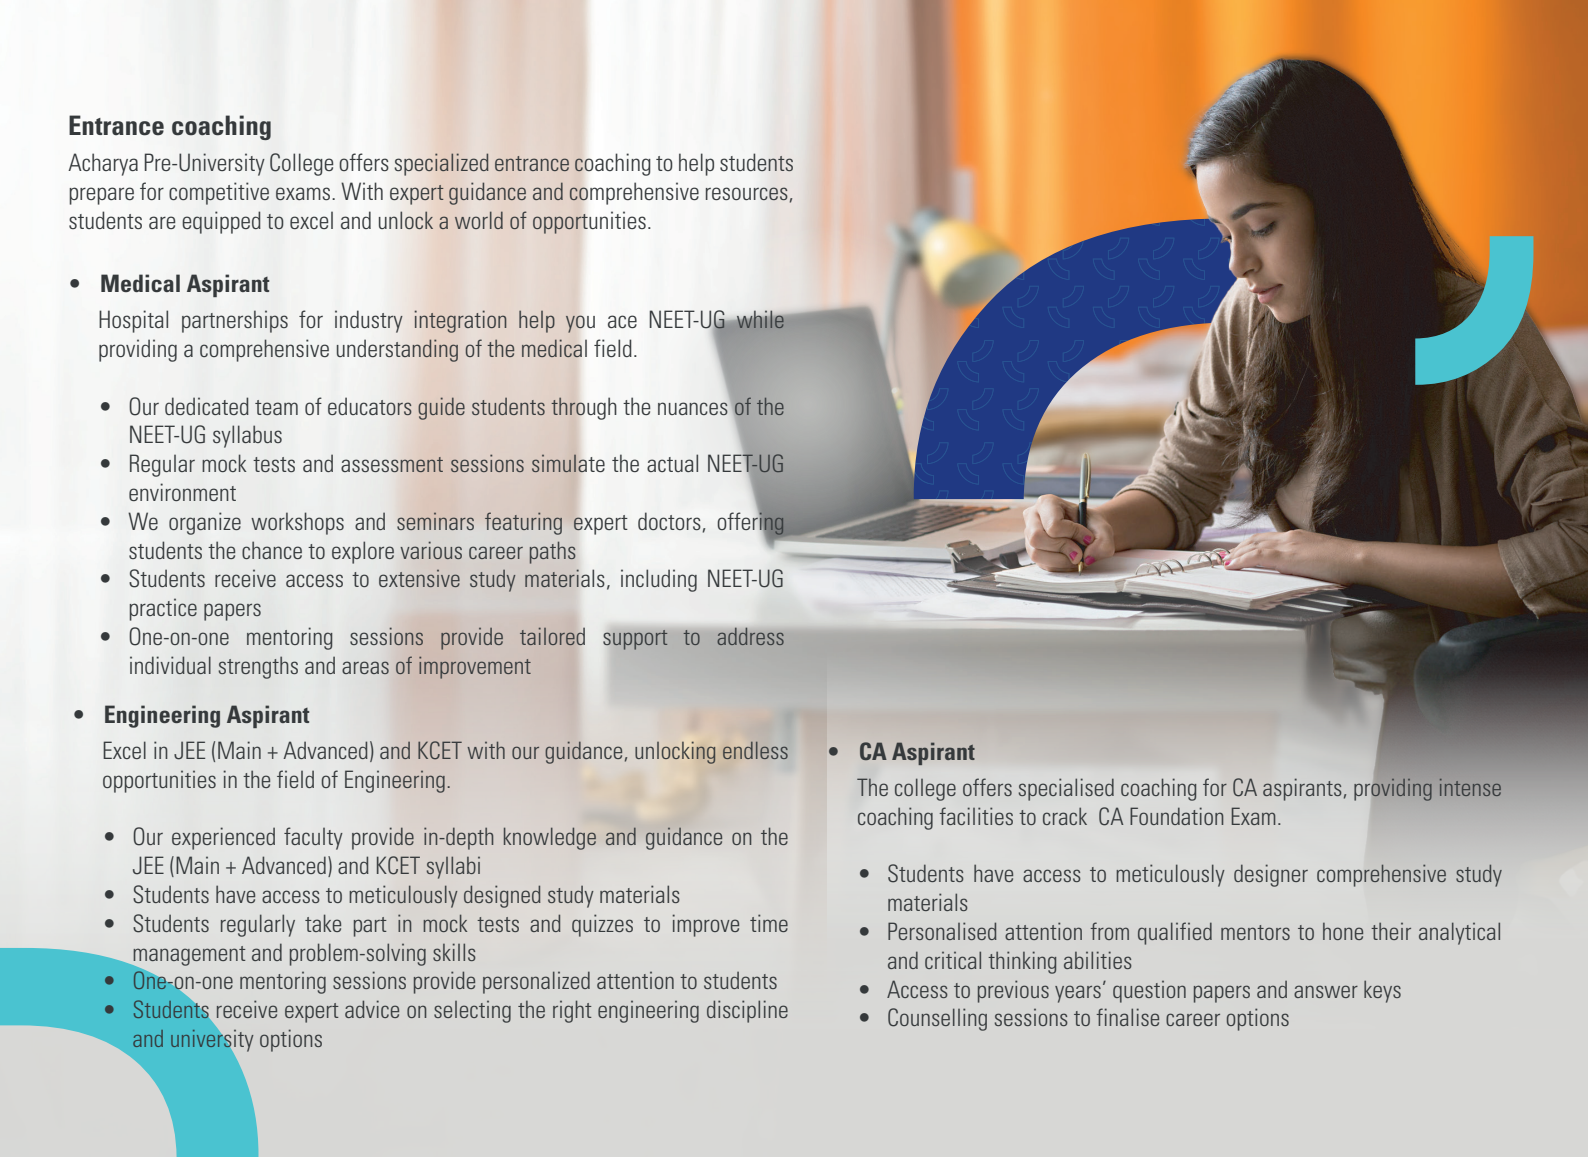 Entrance coaching
Acharya Pre-University College offers specialized entrance coaching to help students
prepare for competitive exams. With expert guidance and comprehensive resources,
students are equipped to excel and unlock a world of opportunities.
• Medical Aspirant
Hospital partnerships for industry integration help you ace NEET-UG while
providing a comprehensive understanding of the medical field.
• Our dedicated team of educators guide students through the nuances of the
NEET-UG syllabus
• Regular mock tests and assessment sessions simulate the actual NEET-UG
environment
• We organize workshops and seminars featuring expert doctors, offering
students the chance to explore various career paths
• Students receive access to extensive study materials, including NEET-UG
practice papers
• One-on-one mentoring sessions provide tailored support to address
individual strengths and areas of improvement
• Engineering Aspirant
Excel in JEE (Main + Advanced) and KCET with our guidance, unlocking endless
opportunities in the field of Engineering.
• Our experienced faculty provide in-depth knowledge and guidance on the
JEE (Main + Advanced) and KCET syllabi
• Students have access to meticulously designed study materials
• Students regularly take part in mock tests and quizzes to improve time
management and problem-solving skills
• One-on-one mentoring sessions provide personalized attention to students
• Students receive expert advice on selecting the right engineering discipline
and university options
• CA Aspirant
The college offers specialised coaching for CA aspirants, providing intense
coaching facilities to crack CA Foundation Exam.
• Students have access to meticulously designer comprehensive study
materials
• Personalised attention from qualified mentors to hone their analytical
and critical thinking abilities
• Access to previous years’ question papers and answer keys
• Counselling sessions to finalise career options